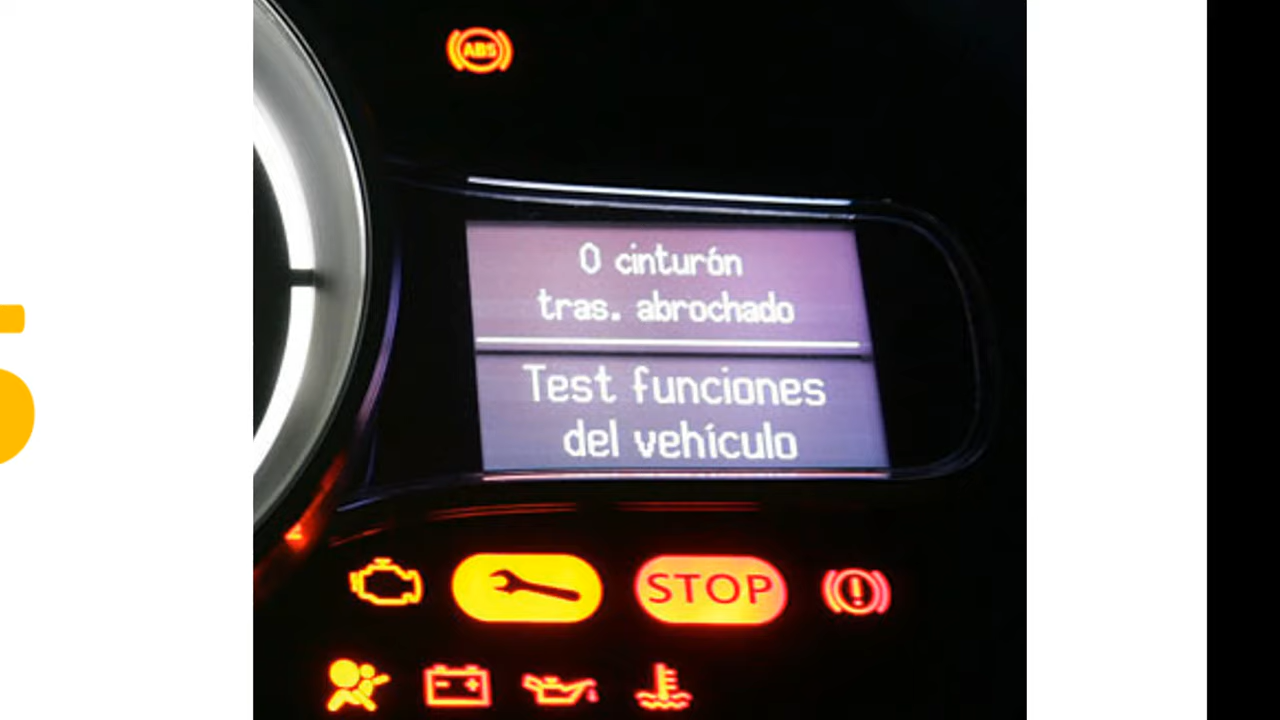 ABS
0 cinturón
tras. abrochado
Test funciones
del vehículo
STOP